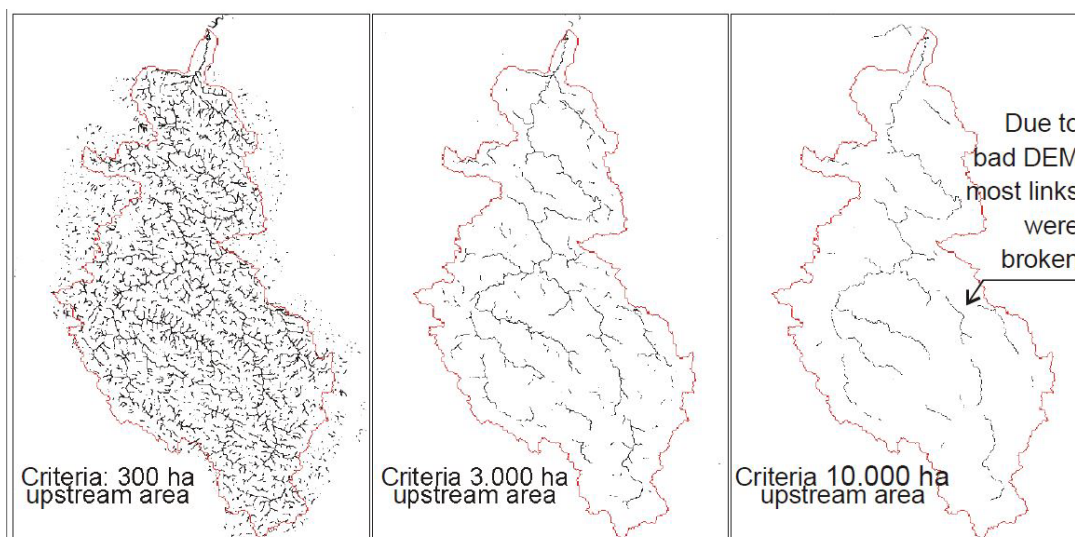 Due to
bad DEM
most links
were
broken
Criteria: 300 ha
upstream area
Criteria 3.000 ha
upstream area
Criteria 10.000 ha
upstream area